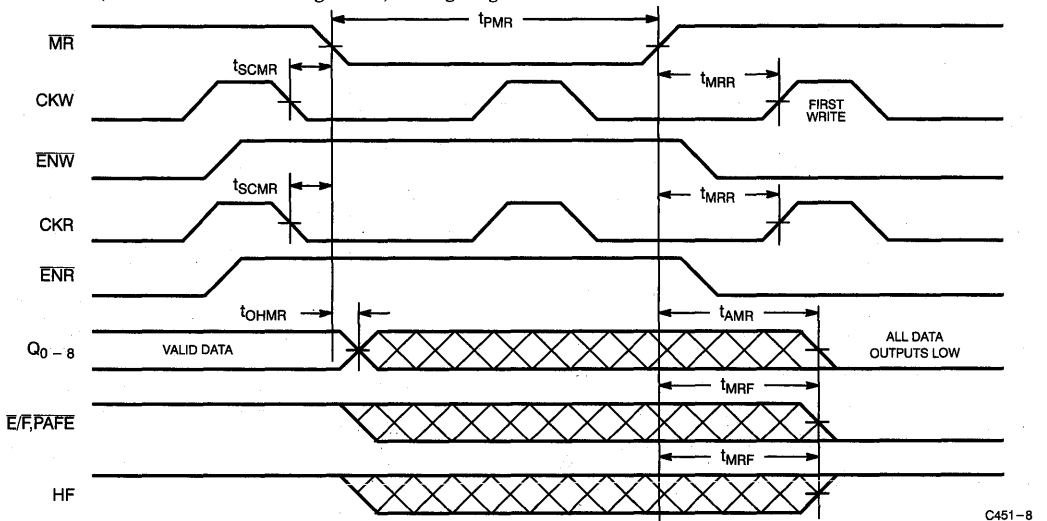 tPMR
MR
tSCMR
tMRR
CKW
FIRST
WRITE
ENW
tSCMR
tMRR
CKR
ENR
tOHMR
tAMR
Q0 – 8
VALID DATA
ALL DATA
OUTPUTS LOW
tMRF
E/F,PAFE
tMRF
HF
C451–8